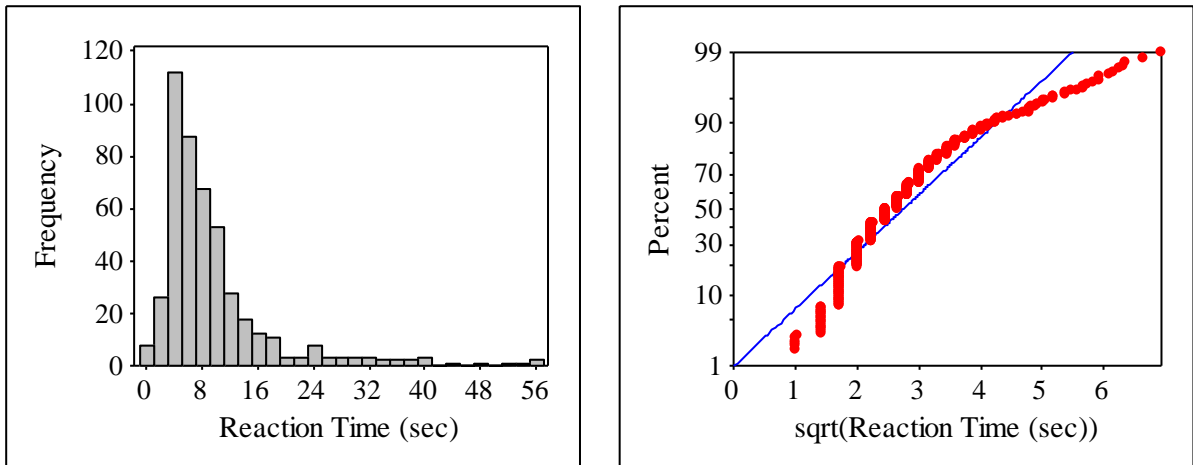 120
100
80
60
40
20
0
Frequency
0 8 16 24 32 40 48 56
Reaction Time (sec)
99
90
70
50
30
10
1
Percent
0 1 2 3 4 5 6
sqrt(Reaction Time (sec))